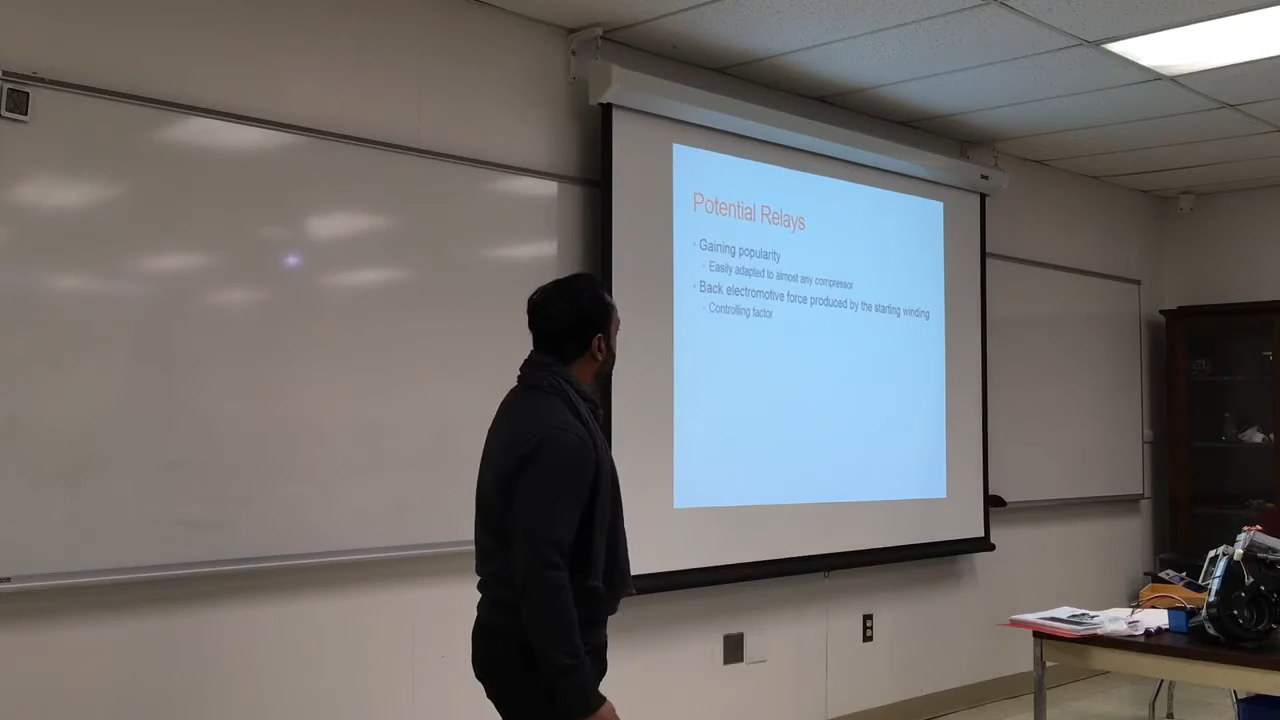 Potential Relays
Gaining popularity
Easily adapted to almost any compressor
Back electromotive force produced by the starting winding
Controlling factor